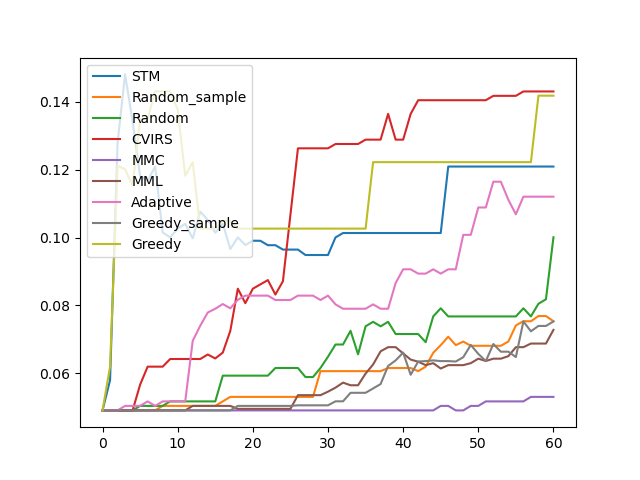 STM
Random_sample
Random
CVIRS
MMC
MML
Adaptive
Greedy_sample
Greedy
0.14
0.12
0.10
0.08
0.06
0 10 20 30 40 50 60